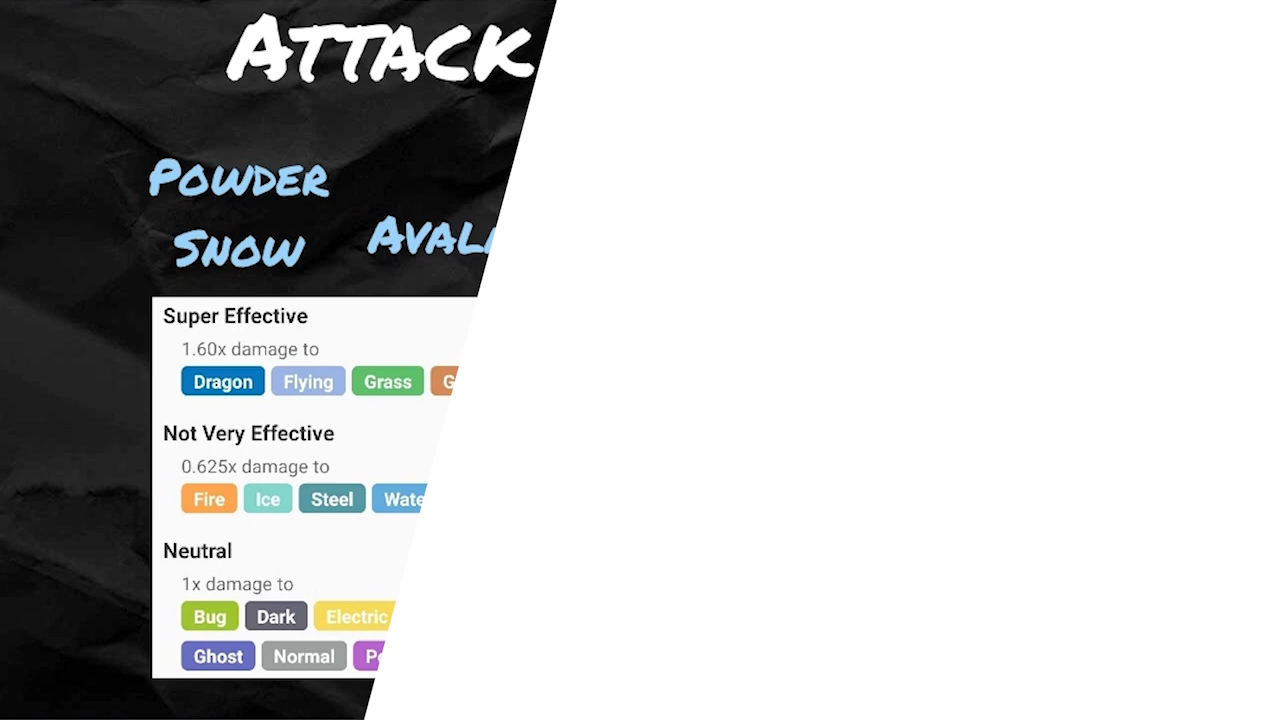 ATTACK
POWDER
SNOW
Super Effective
1.60x damage to
Dragon Flying Grass
Not Very Effective
0.625x damage to
Fire Ice Steel
Neutral
1x damage to
Bug Dark Electric
Ghost Normal